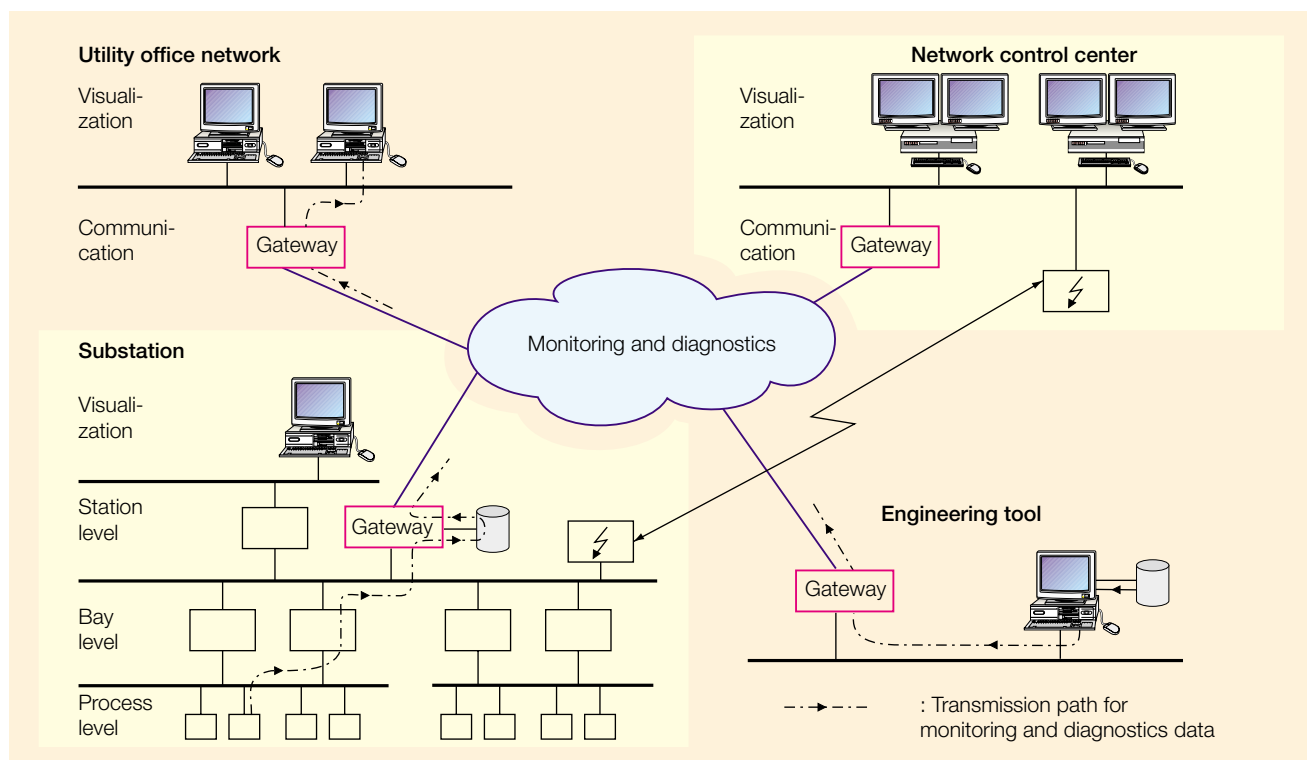 Utility office network
Visuali-
zation
Communi-
cation
Gateway
Network control center
Visuali-
zation
Communi-
cation
Gateway
Monitoring and diagnostics
Substation
Visuali-
zation
Station
level
Gateway
Bay
level
Process
level
Engineering tool
Gateway
: Transmission path for
monitoring and diagnostics data